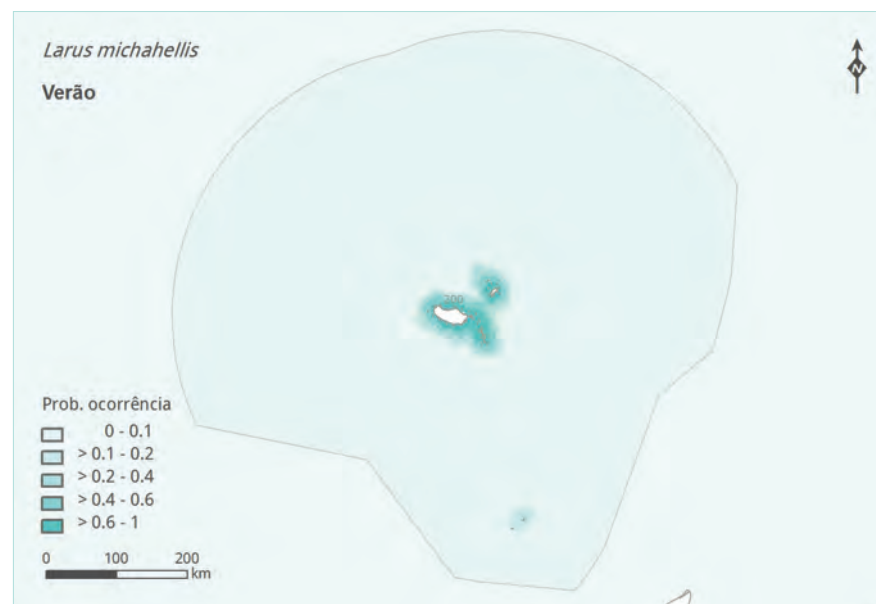 Larus michahellis
Verão
N
200
Prob. ocorrência
0 - 0.1
> 0.1 - 0.2
> 0.2 - 0.4
> 0.4 - 0.6
> 0.6 - 1
0 100 200
km